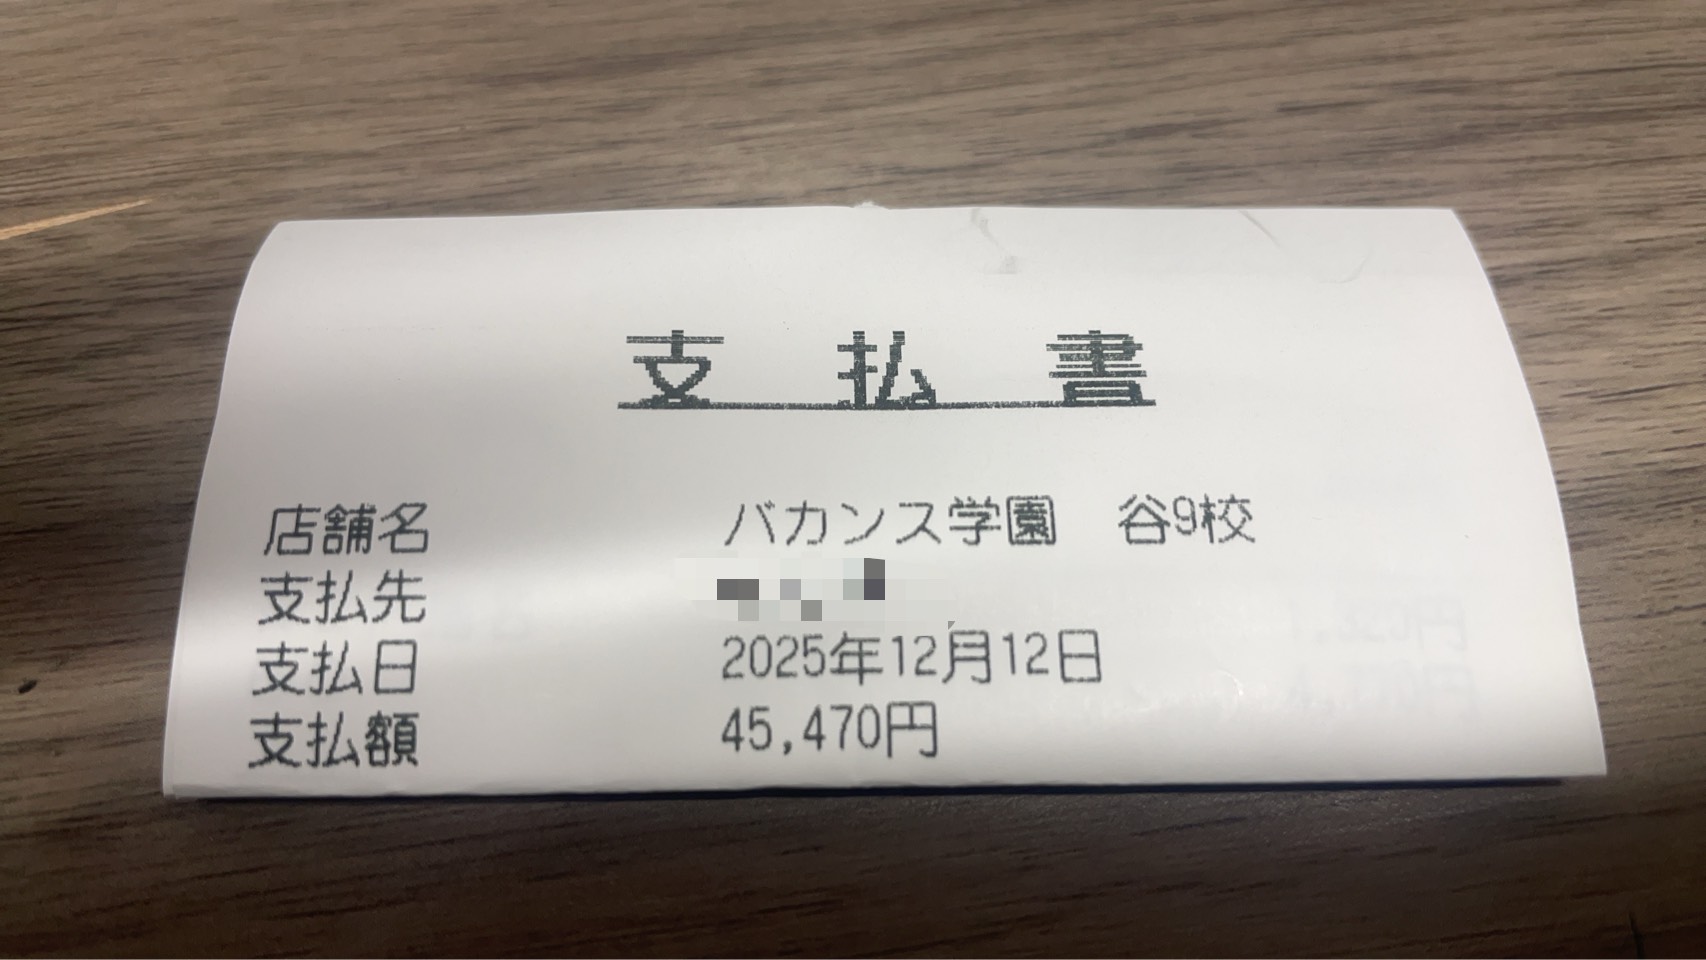 支払書
店舗名 バカンス学園 谷9校
支払先
支払日 2025年12月12日
支払額 45,470円